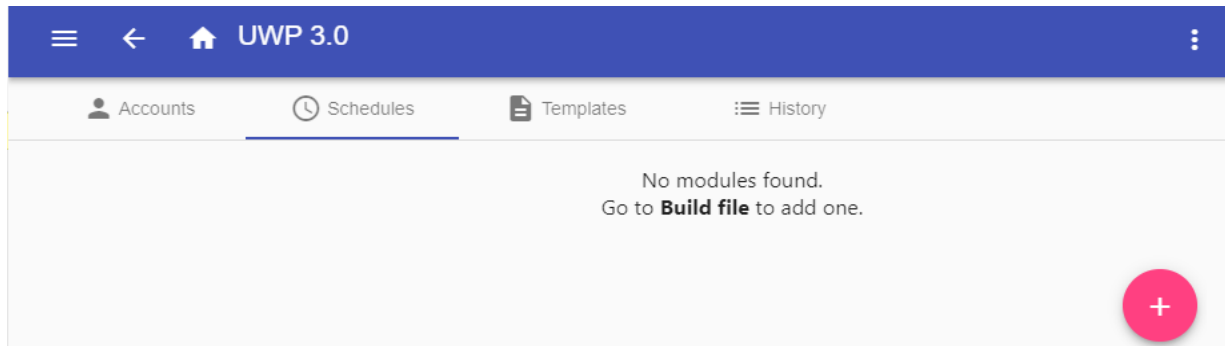 UWP 3.0
Accounts Schedules Templates History
No modules found.
Go to Build file to add one.